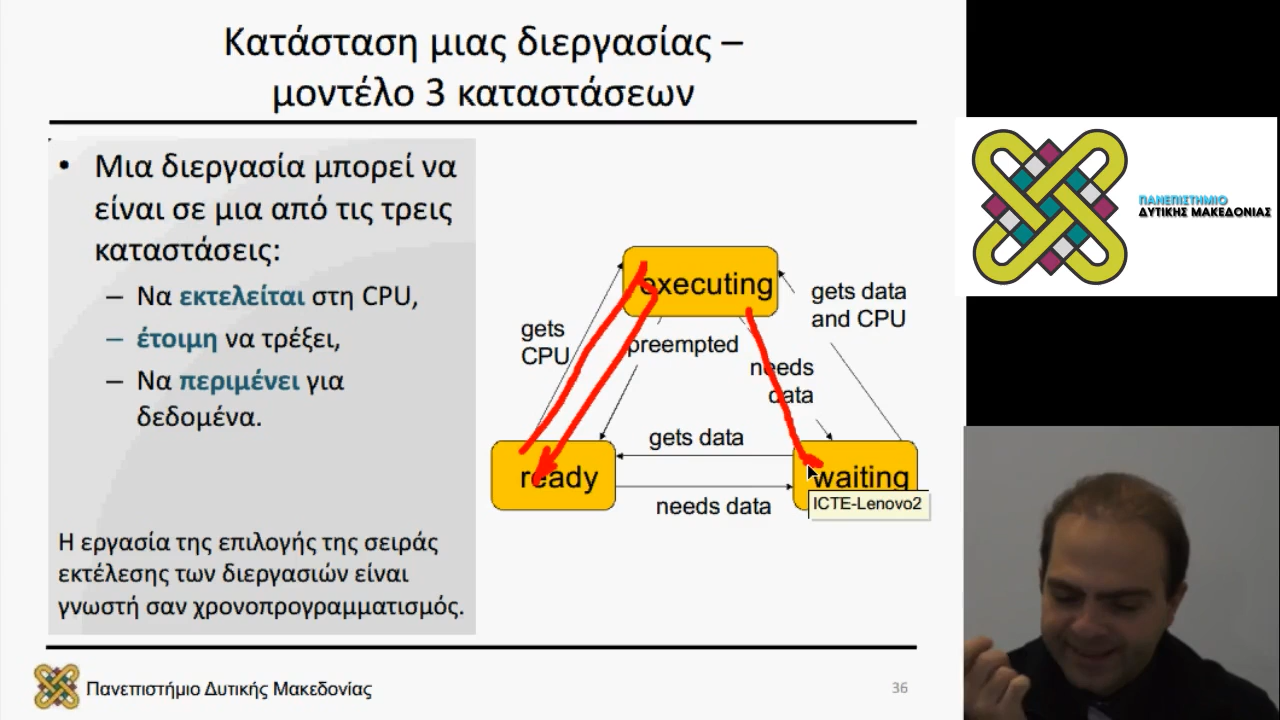 Κατάσταση μιας διεργασίας –
μοντέλο 3 καταστάσεων
• Μια διεργασία μπορεί να
είναι σε μια από τις τρεις
καταστάσεις:
– Να εκτελείται στη CPU,
– έτοιμη να τρέξει,
– Να περιμένει για
δεδομένα.
Η εργασία της επιλογής της σειράς
εκτέλεσης των διεργασιών είναι
γνωστή σαν χρονοπρογραμματισμός.
executing
gets data
and CPU
gets
CPU
preempted
needs
data
gets data
ready
waiting
needs data
ICTE-Lenovo2
Πανεπιστήμιο Δυτικής Μακεδονίας
36
ΠΑΝΕΠΙΣΤΗΜΙΟ
ΔΥΤΙΚΗΣ ΜΑΚΕΔΟΝΙΑΣ